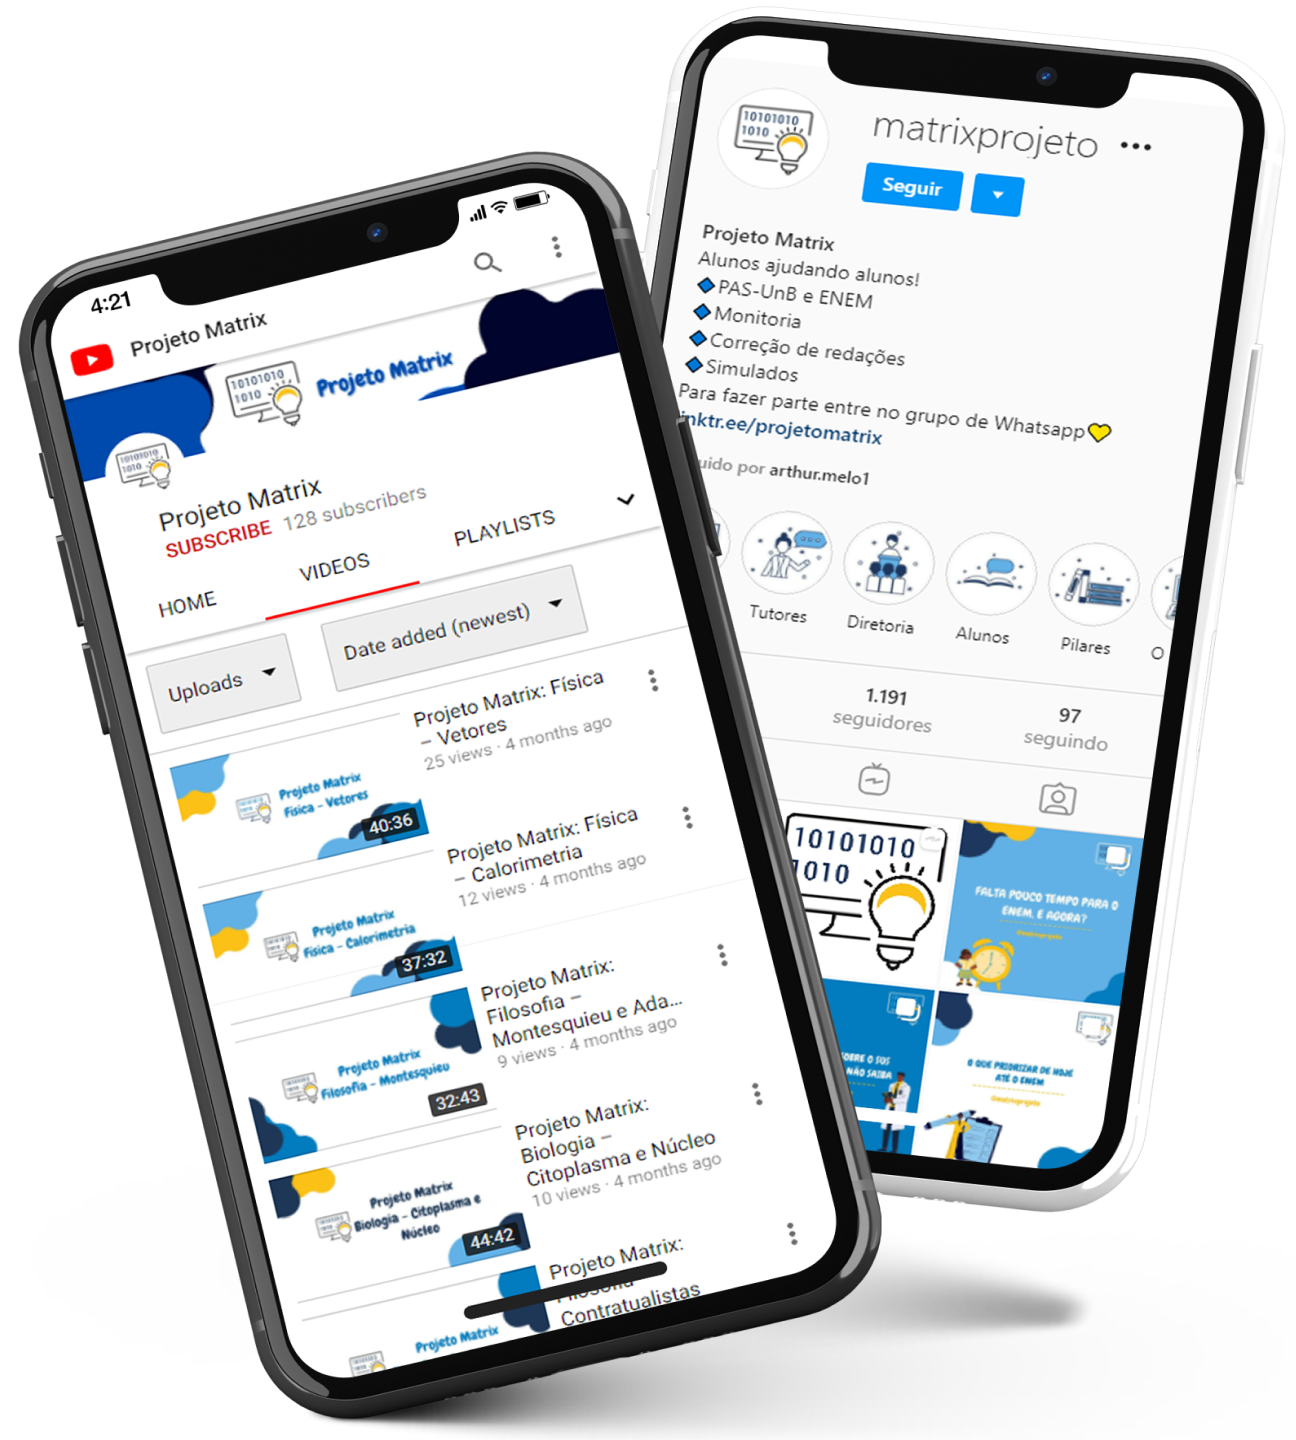 4:21
Projeto Matrix
10101010
1010
Projeto Matrix
10101010
1010
Projeto Matrix
SUBSCRIBE 128 subscribers
HOME
VIDEOS
PLAYLISTS
Uploads
Date added (newest)
Projeto Matrix
Física - Vetores
40:36
Projeto Matrix: Física
– Vetores
25 views · 4 months ago
Projeto Matrix
Física - Calorimetria
37:32
Projeto Matrix: Física
– Calorimetria
12 views · 4 months ago
Projeto Matrix
Filosofia - Montesquieu
32:43
Projeto Matrix:
Filosofia –
Montesquieu e Ada...
9 views · 4 months ago
Projeto Matrix
Biologia - Citoplasma e
Núcleo
44:42
Projeto Matrix:
Biologia –
Citoplasma e Núcleo
10 views · 4 months ago
Projeto Matrix
Projeto Matrix:
Filosofia
Contratualistas
10101010
1010
matrixprojeto
Seguir
Projeto Matrix
Alunos ajudando alunos!
PAS-UnB e ENEM
Monitoria
Correção de redações
Simulados
Para fazer parte entre no grupo de Whatsapp
inktr.ee/projetomatrix
uido por arthur.melo1
Tutores
Diretoria
Alunos
Pilares
O
1.191
seguidores
97
seguindo
10101010
1010
FALTA POUCO TEMPO PARA O
ENEM, E AGORA?
@matrixprojeto
OBRE O SUS
NÃO SAIBA
O QUE PRIORIZAR DE HOJE
ATÉ O ENEM
@matrixprojeto